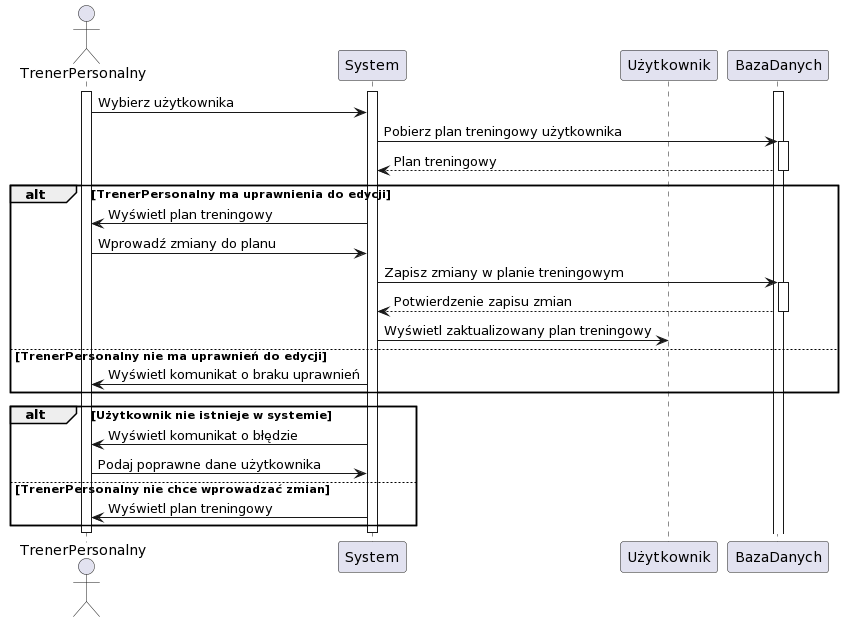 TrenerPersonalny
System
Użytkownik
BazaDanych
Wybierz użytkownika
Pobierz plan treningowy użytkownika
Plan treningowy
alt
[TrenerPersonalny ma uprawnienia do edycji]
Wyświetl plan treningowy
Wprowadź zmiany do planu
Zapisz zmiany w planie treningowym
Potwierdzenie zapisu zmian
Wyświetl zaktualizowany plan treningowy
[TrenerPersonalny nie ma uprawnień do edycji]
Wyświetl komunikat o braku uprawnień
alt
[Użytkownik nie istnieje w systemie]
Wyświetl komunikat o błędzie
Podaj poprawne dane użytkownika
[TrenerPersonalny nie chce wprowadzać zmian]
Wyświetl plan treningowy
TrenerPersonalny
System
Użytkownik
BazaDanych